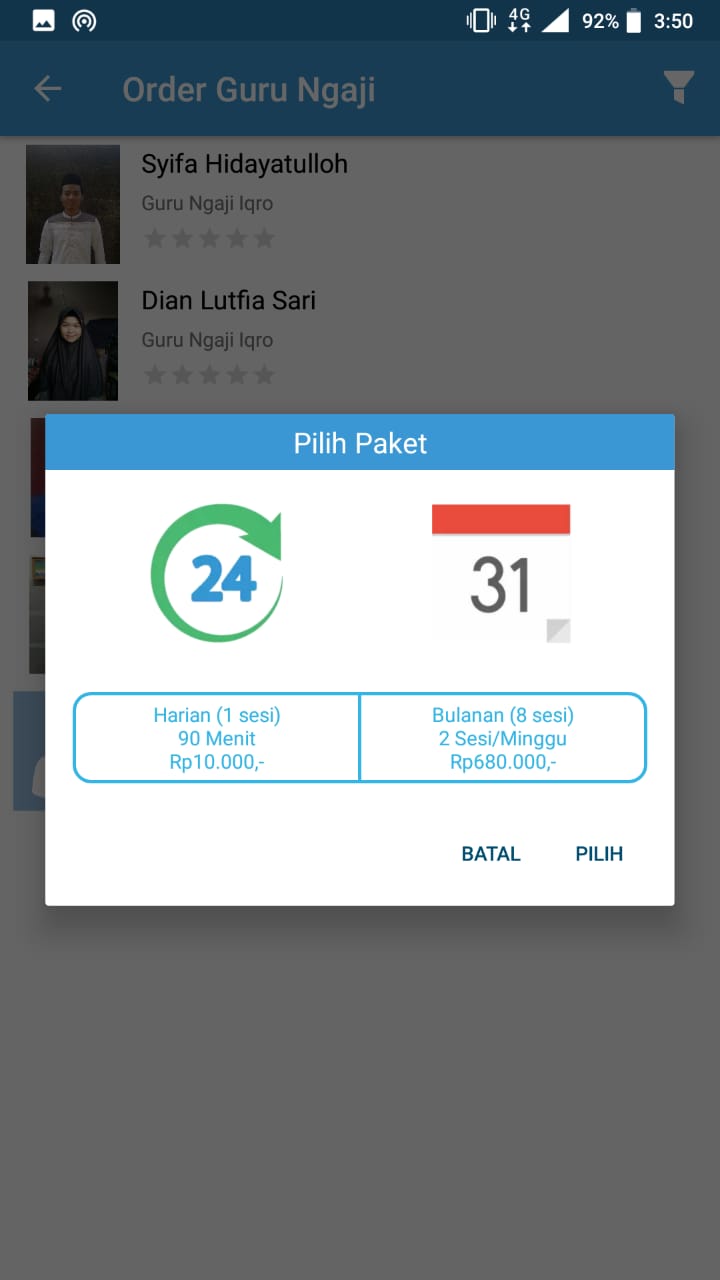 4G 92% 3:50
Order Guru Ngaji
Syifa Hidayatulloh
Guru Ngaji Iqro
Dian Lutfia Sari
Guru Ngaji Iqro
Pilih Paket
24
31
Harian (1 sesi)
90 Menit
Rp10.000,-
Bulanan (8 sesi)
2 Sesi/Minggu
Rp680.000,-
BATAL PILIH